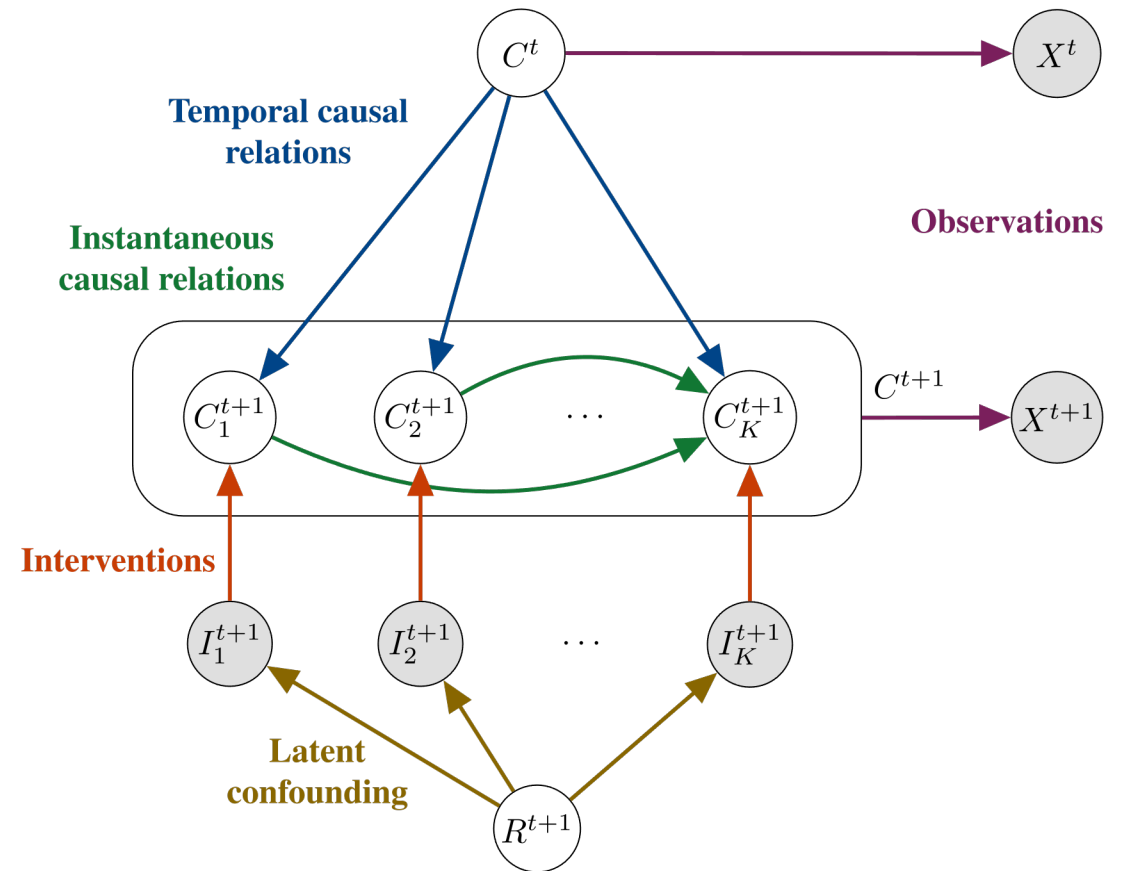 $C^t$
$X^t$
Temporal causal
relations
Observations
Instantaneous
causal relations
$C^{t+1}$
$C_1^{t+1}$
$C_2^{t+1}$
···
$C_K^{t+1}$
$X^{t+1}$
Interventions
$I_1^{t+1}$
$I_2^{t+1}$
···
$I_K^{t+1}$
Latent
confounding
$R^{t+1}$